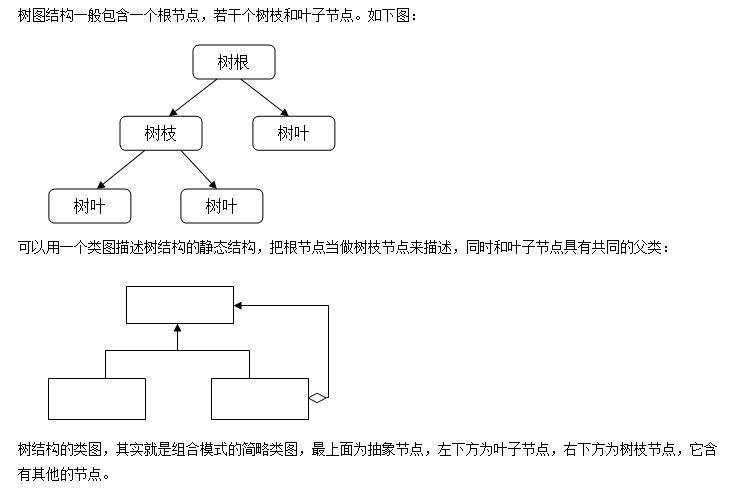 树图结构一般包含一个根节点，若干个树枝和叶子节点。如下图：
树根
树枝
树叶
树叶
树叶
可以用一个类图描述树结构的静态结构，把根节点当做树枝节点来描述，同时和叶子节点具有共同的父类：
树结构的类图，其实就是组合模式的简略类图，最上面为抽象节点，左下方为叶子节点，右下方为树枝节点，它含
有其他的节点。